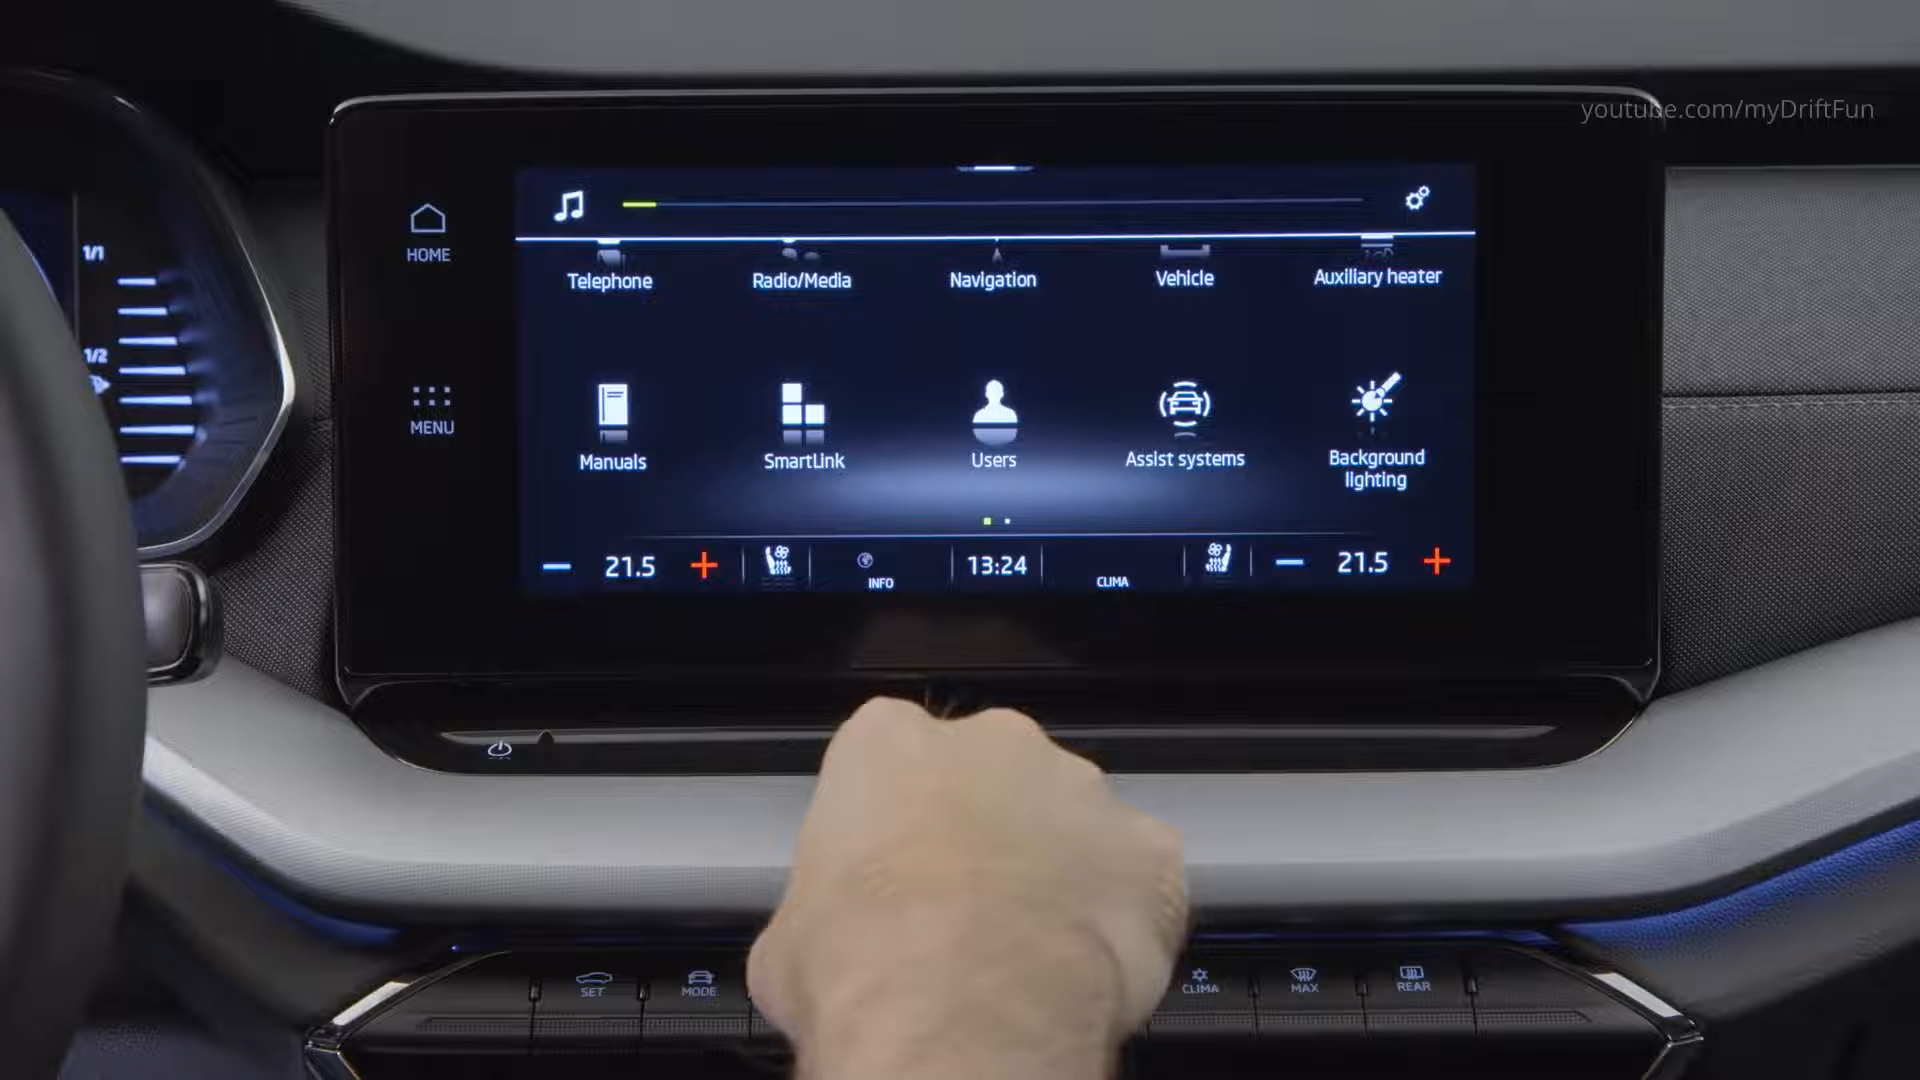 youtube.com/myDriftFun
HOME
MENU
1/1
1/2
Telephone
Radio/Media
Navigation
Vehicle
Auxiliary heater
Manuals
SmartLink
Users
Assist systems
Background
lighting
21.5
INFO
13:24
CLIMA
21.5
SET
MODE
CLIMA
MAX
REAR